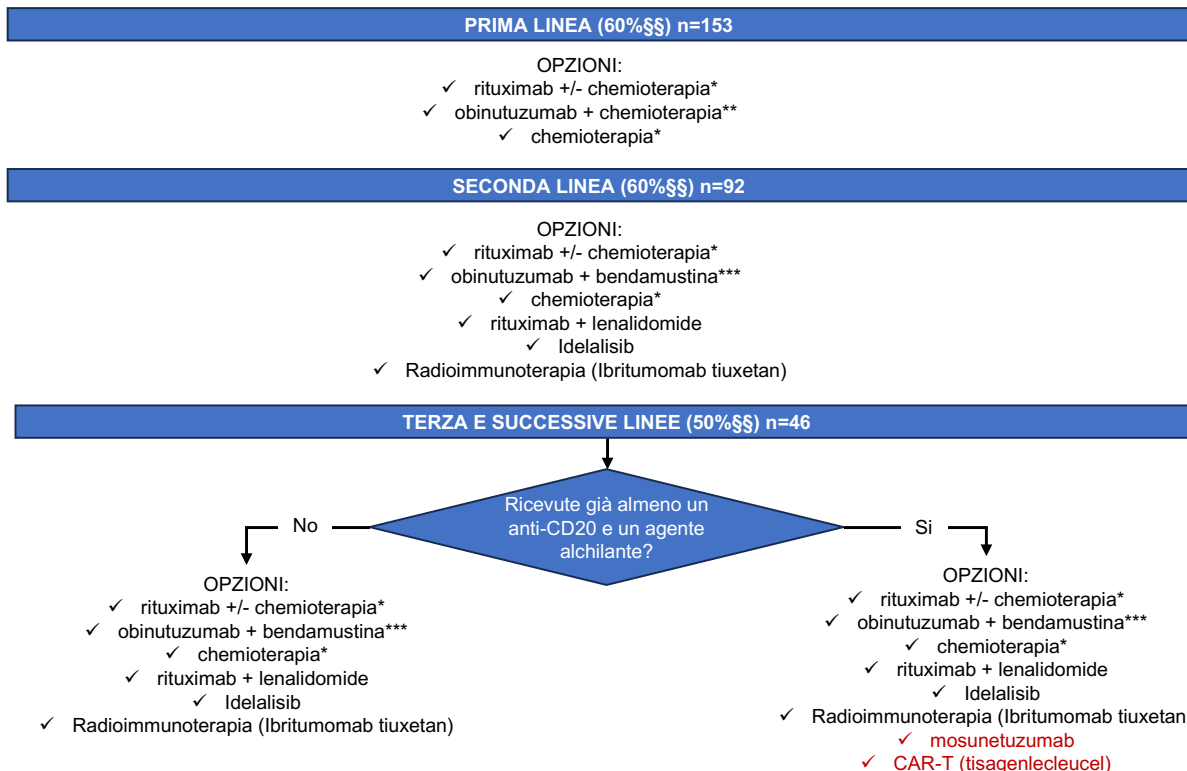 PRIMA LINEA (60%§§) n=153
OPZIONI:
✓ rituximab +/- chemioterapia*
✓ obinutuzumab + chemioterapia**
✓ chemioterapia*
SECONDA LINEA (60%§§) n=92
OPZIONI:
✓ rituximab +/- chemioterapia*
✓ obinutuzumab + bendamustina***
✓ chemioterapia*
✓ rituximab + lenalidomide
✓ Idelalisib
✓ Radioimmunoterapia (Ibritumomab tiuxetan)
TERZA E SUCCESSIVE LINEE (50%§§) n=46
Ricevute già almeno un
anti-CD20 e un agente
alchilante?
No
OPZIONI:
✓ rituximab +/- chemioterapia*
✓ obinutuzumab + bendamustina***
✓ chemioterapia*
✓ rituximab + lenalidomide
✓ Idelalisib
✓ Radioimmunoterapia (Ibritumomab tiuxetan)
Si
OPZIONI:
✓ rituximab +/- chemioterapia*
✓ obinutuzumab + bendamustina***
✓ chemioterapia*
✓ rituximab + lenalidomide
✓ Idelalisib
✓ Radioimmunoterapia (Ibritumomab tiuxetan
✓ mosunetuzumab
✓ CAR-T (tisagenlecleucel)